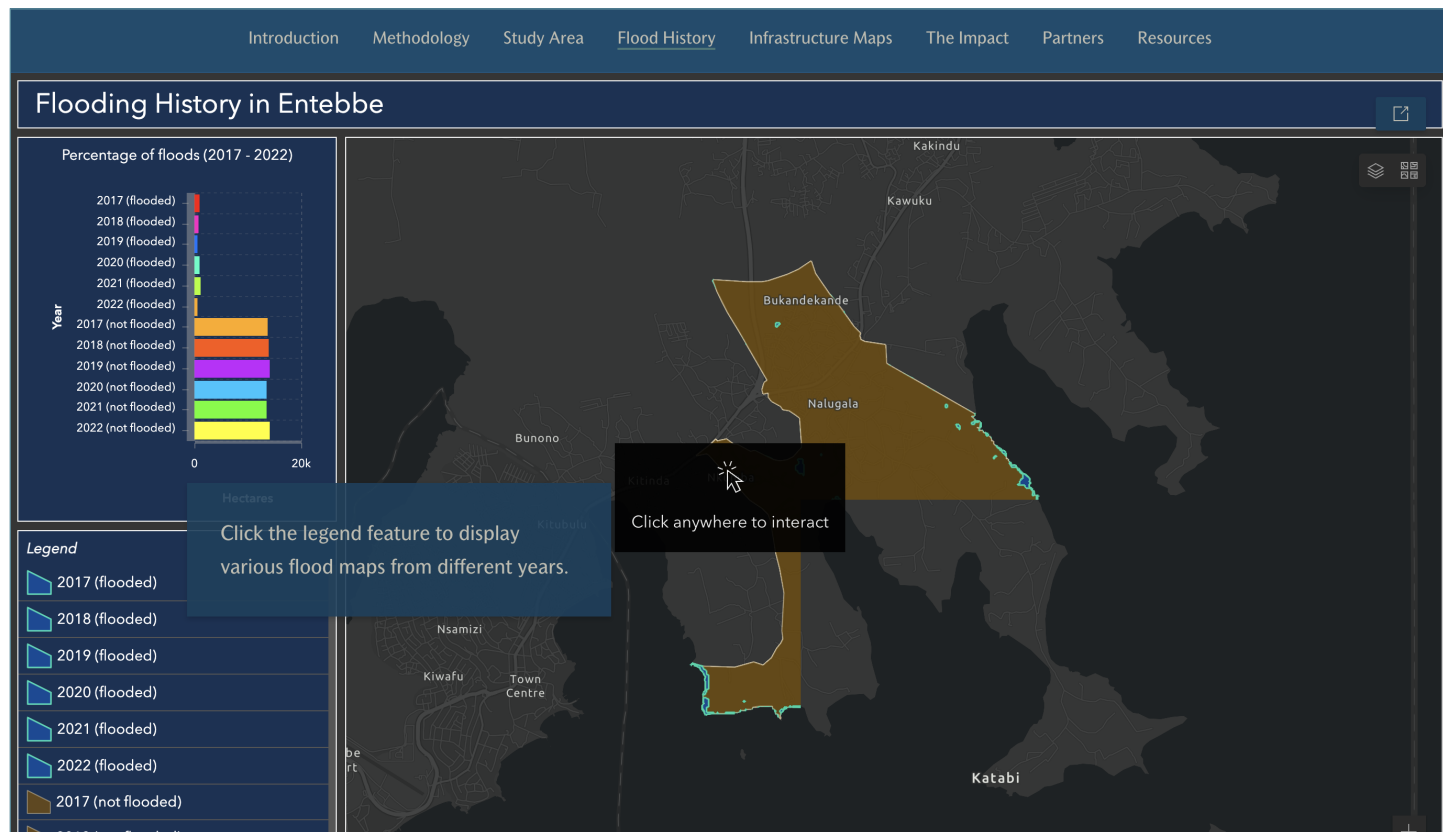 Introduction
Methodology
Study Area
Flood History
Infrastructure Maps
The Impact
Partners
Resources
Flooding History in Entebbe
Percentage of floods (2017 - 2022)
2017 (flooded)
2018 (flooded)
2019 (flooded)
2020 (flooded)
2021 (flooded)
2022 (flooded)
2017 (not flooded)
2018 (not flooded)
2019 (not flooded)
2020 (not flooded)
2021 (not flooded)
2022 (not flooded)
Year
0
20k
Hectares
Click the legend feature to display
various flood maps from different years.
Legend
2017 (flooded)
2018 (flooded)
2019 (flooded)
2020 (flooded)
2021 (flooded)
2022 (flooded)
2017 (not flooded)
Kakindu
Kawuku
Bukandekande
Nalugala
Bunono
Kitinda
Click anywhere to interact
Kitubulu
Nsamizi
Kiwafu
Town
Centre
be
rt
Katabi